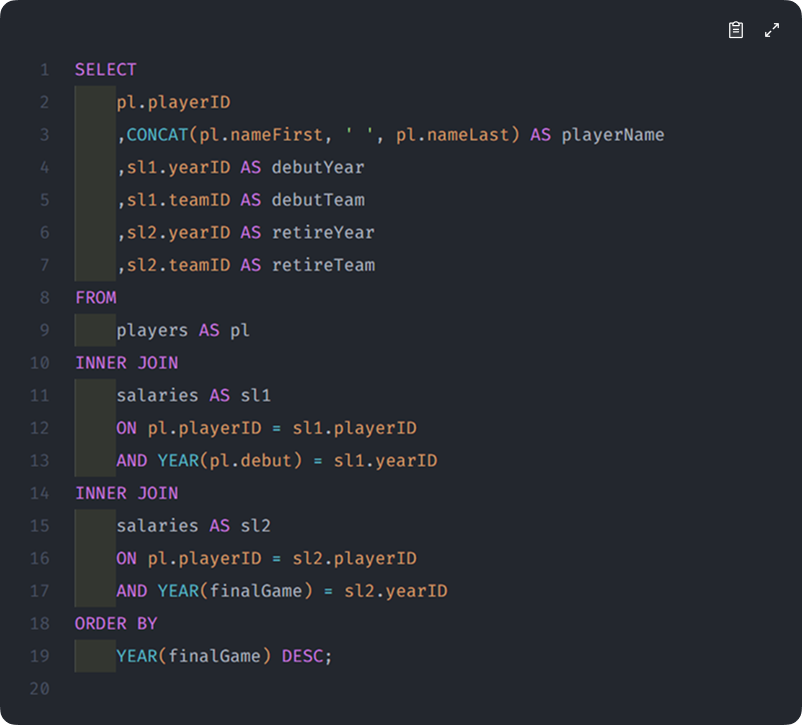 1 SELECT
2     pl.playerID
3     ,CONCAT(pl.nameFirst, ' ', pl.nameLast) AS playerName
4     ,sl1.yearID AS debutYear
5     ,sl1.teamID AS debutTeam
6     ,sl2.yearID AS retireYear
7     ,sl2.teamID AS retireTeam
8 FROM
9     players AS pl
10 INNER JOIN
11     salaries AS sl1
12     ON pl.playerID = sl1.playerID
13     AND YEAR(pl.debut) = sl1.yearID
14 INNER JOIN
15     salaries AS sl2
16     ON pl.playerID = sl2.playerID
17     AND YEAR(finalGame) = sl2.yearID
18 ORDER BY
19     YEAR(finalGame) DESC;
20